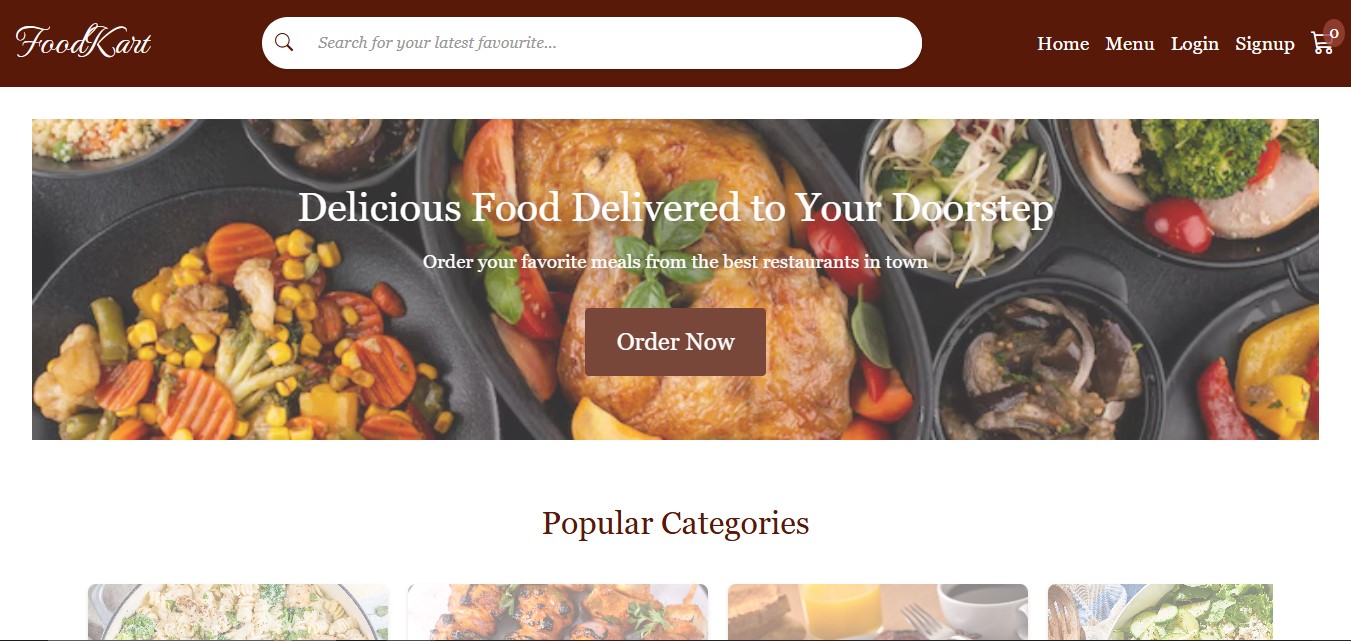 FoodKart
Search for your latest favourite...
Home Menu Login Signup 0
Delicious Food Delivered to Your Doorstep
Order your favorite meals from the best restaurants in town
Order Now
Popular Categories